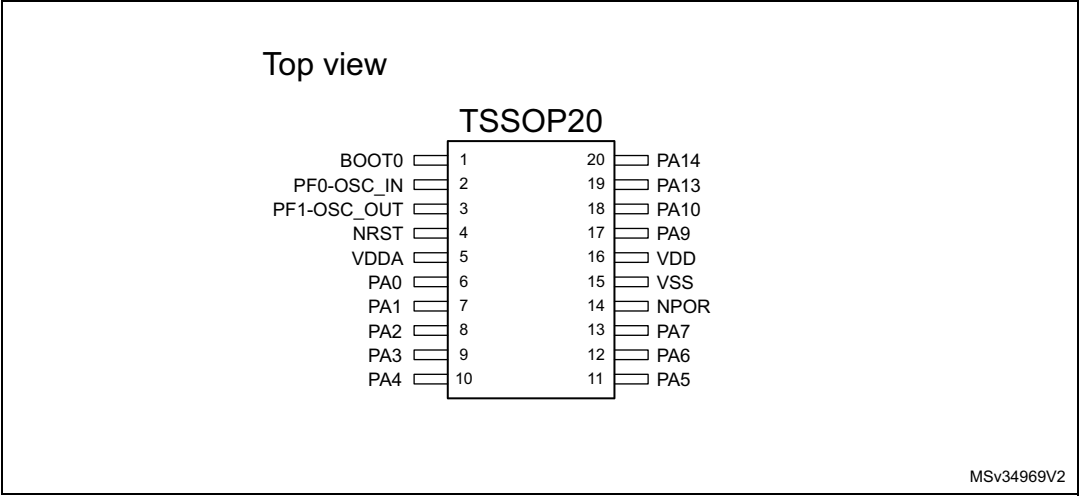 Top view
TSSOP20
BOOT0 1 20 PA14
PF0-OSC_IN 2 19 PA13
PF1-OSC_OUT 3 18 PA10
NRST 4 17 PA9
VDDA 5 16 VDD
PA0 6 15 VSS
PA1 7 14 NPOR
PA2 8 13 PA7
PA3 9 12 PA6
PA4 10 11 PA5
MSv34969V2